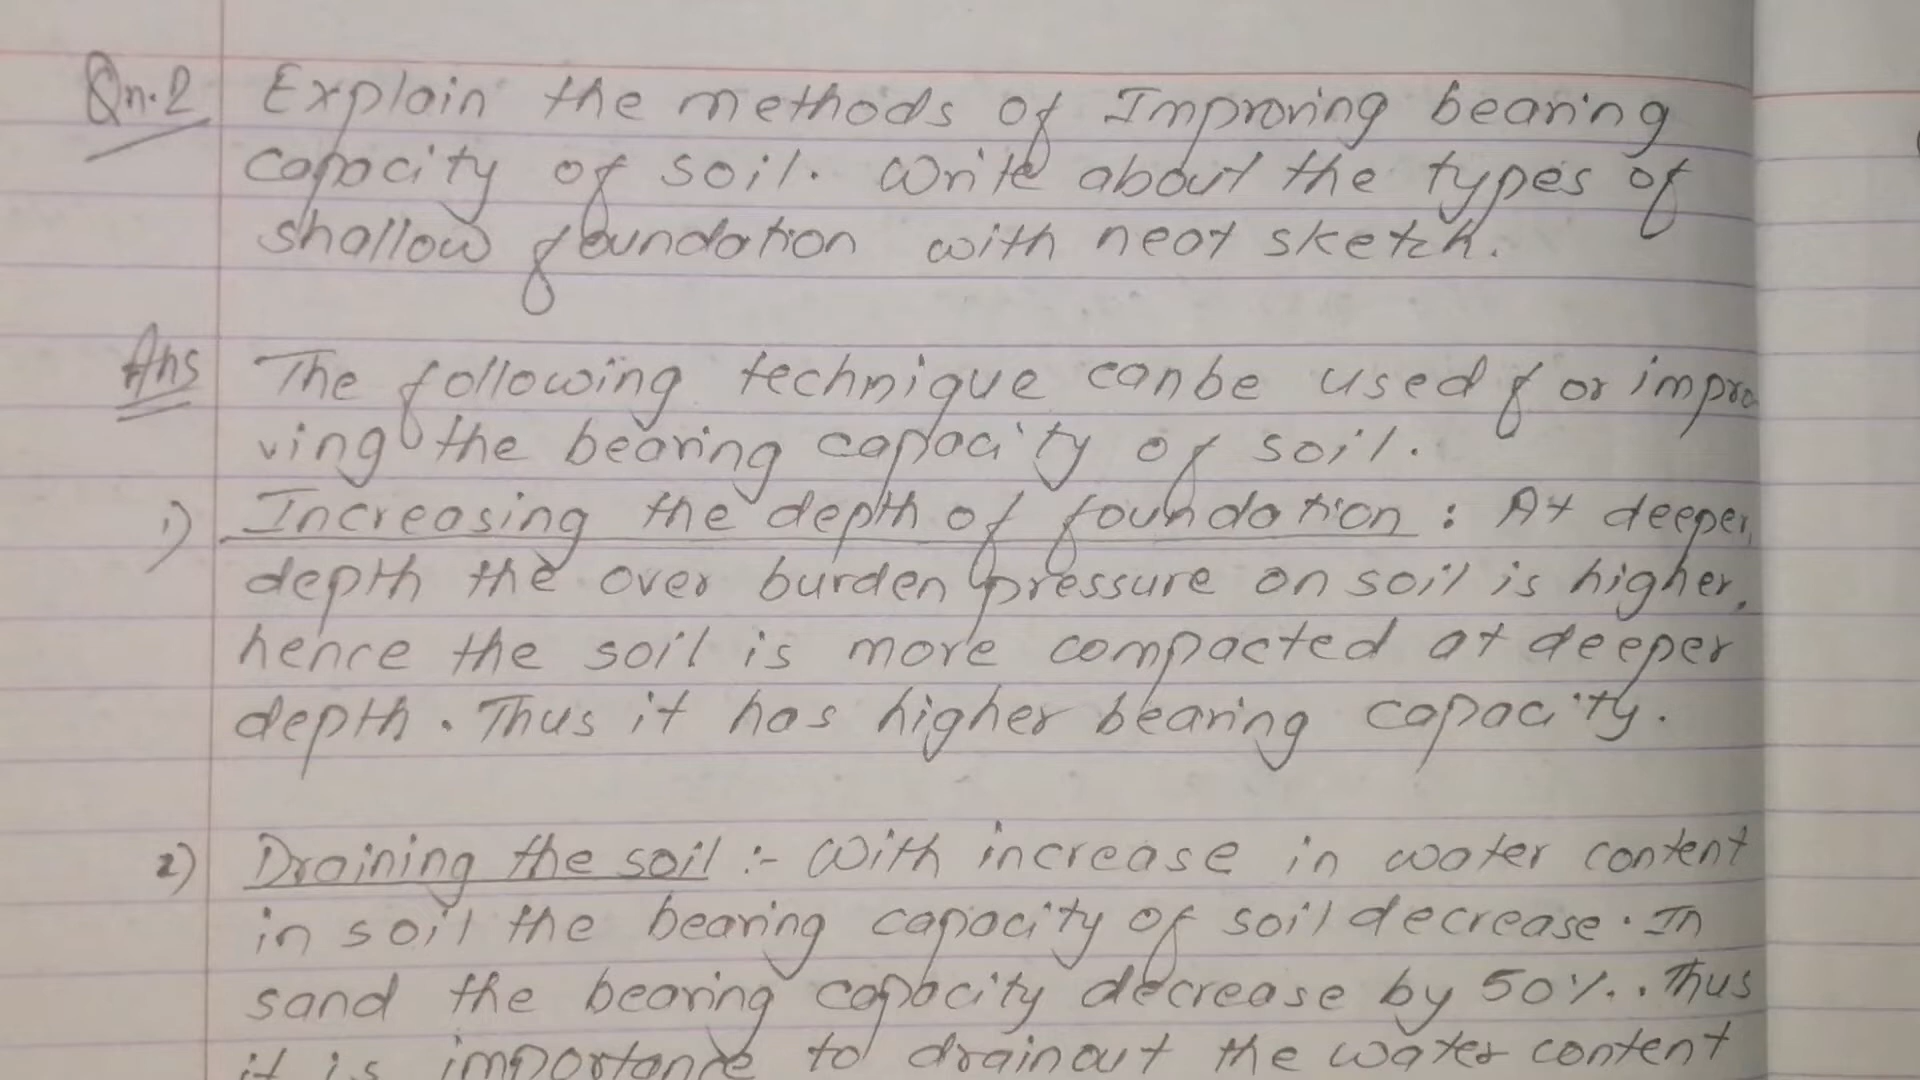 Qn.2 Explain the methods of Improving bearing
capacity of soil. Write about the types of
shallow foundation with neat sketch.
Ans The following technique canbe used for impro
ving the bearing capacity of soil.
1) Increasing the depth of foundation : At deeper
depth the over burden pressure on soil is higher,
hence the soil is more compacted at deeper
depth. Thus it has higher bearing capacity.
2) Draining the soil :- With increase in water content
in soil the bearing capacity of soil decrease. In
sand the bearing capacity decrease by 50%. Thus
it is importance to drainout the water content